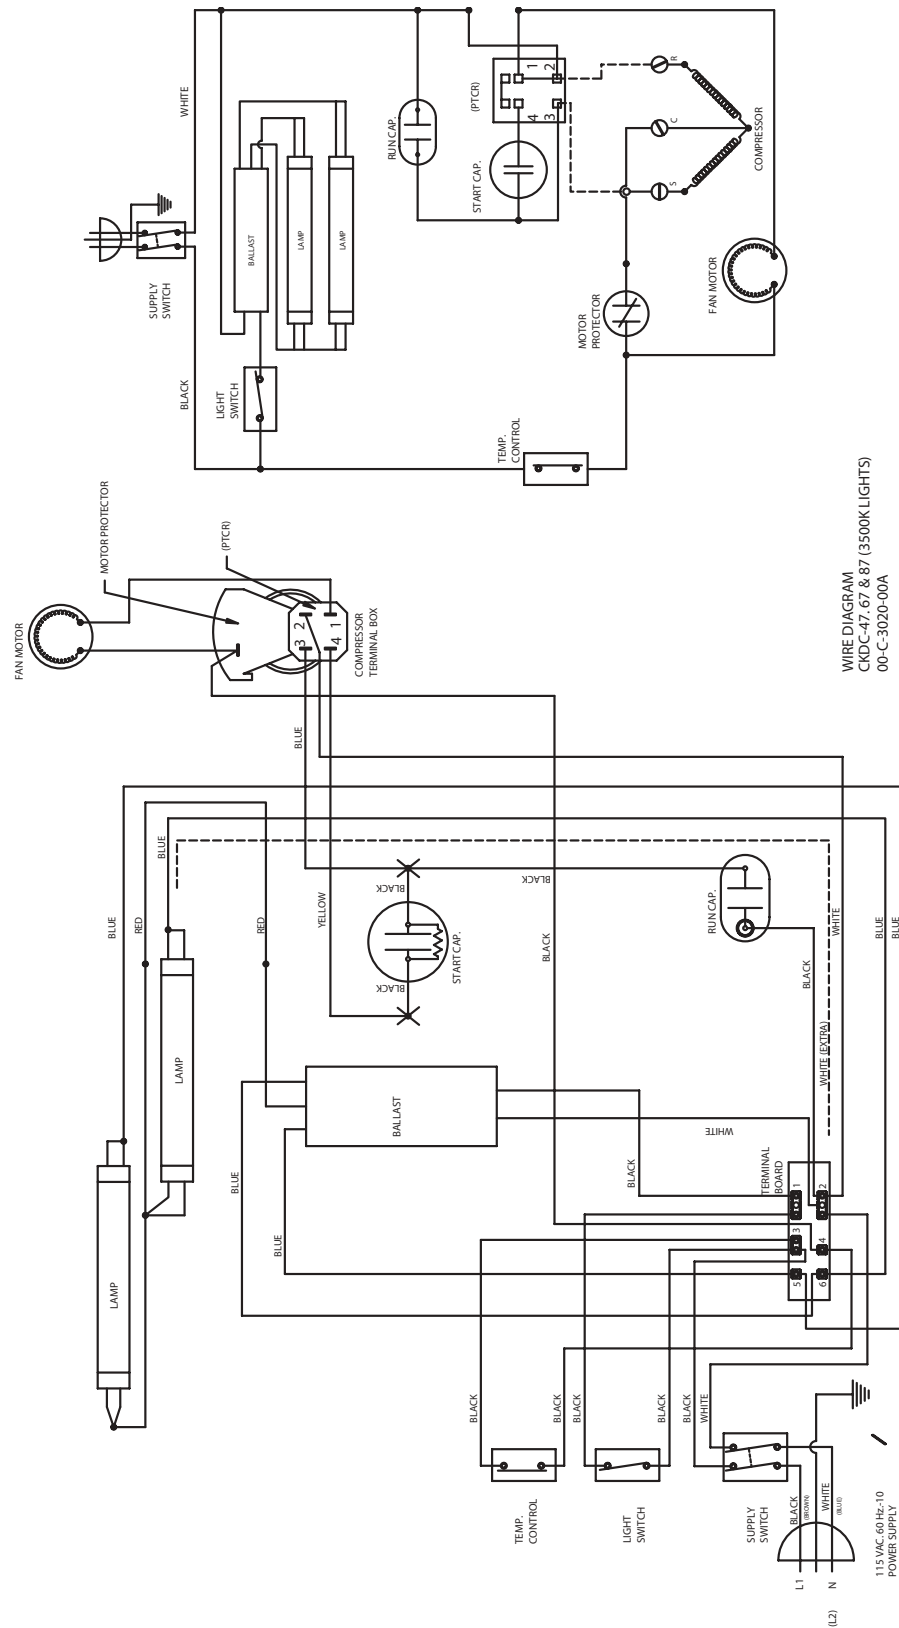 LAMP
BLUE
RED
LAMP
BLUE
FAN MOTOR
MOTOR PROTECTOR
(PTCR)
3
2
4
1
COMPRESSOR
TERMINAL BOX
BLUE
RED
YELLOW
BLUE
BLUE
BALLAST
BLACK
BLACK
START CAP.
BLACK
BLACK
WHITE
BLACK
RUN CAP.
BLACK
WHITE (EXTRA)
WHITE
BLUE
BLUE
TERMINAL
BOARD
5
3
1
6
4
2
BLACK
BLACK
BLACK
BLACK
BLACK
WHITE
TEMP.
CONTROL
LIGHT
SWITCH
SUPPLY
SWITCH
L1
BLACK
(BROWN)
WHITE
(BLUE)
(L2)
N
115 VAC. 60 Hz.-10
POWER SUPPLY
SUPPLY
SWITCH
BLACK
WHITE
LIGHT
SWITCH
BALLAST
LAMP
LAMP
RUN CAP.
(PTCR)
START CAP.
4
1
3
2
TEMP.
CONTROL
MOTOR
PROTECTOR
S
C
R
COMPRESSOR
FAN MOTOR
WIRE DIAGRAM
CKDC-47. 67 & 87 (3500K LIGHTS)
00-C-3020-00A